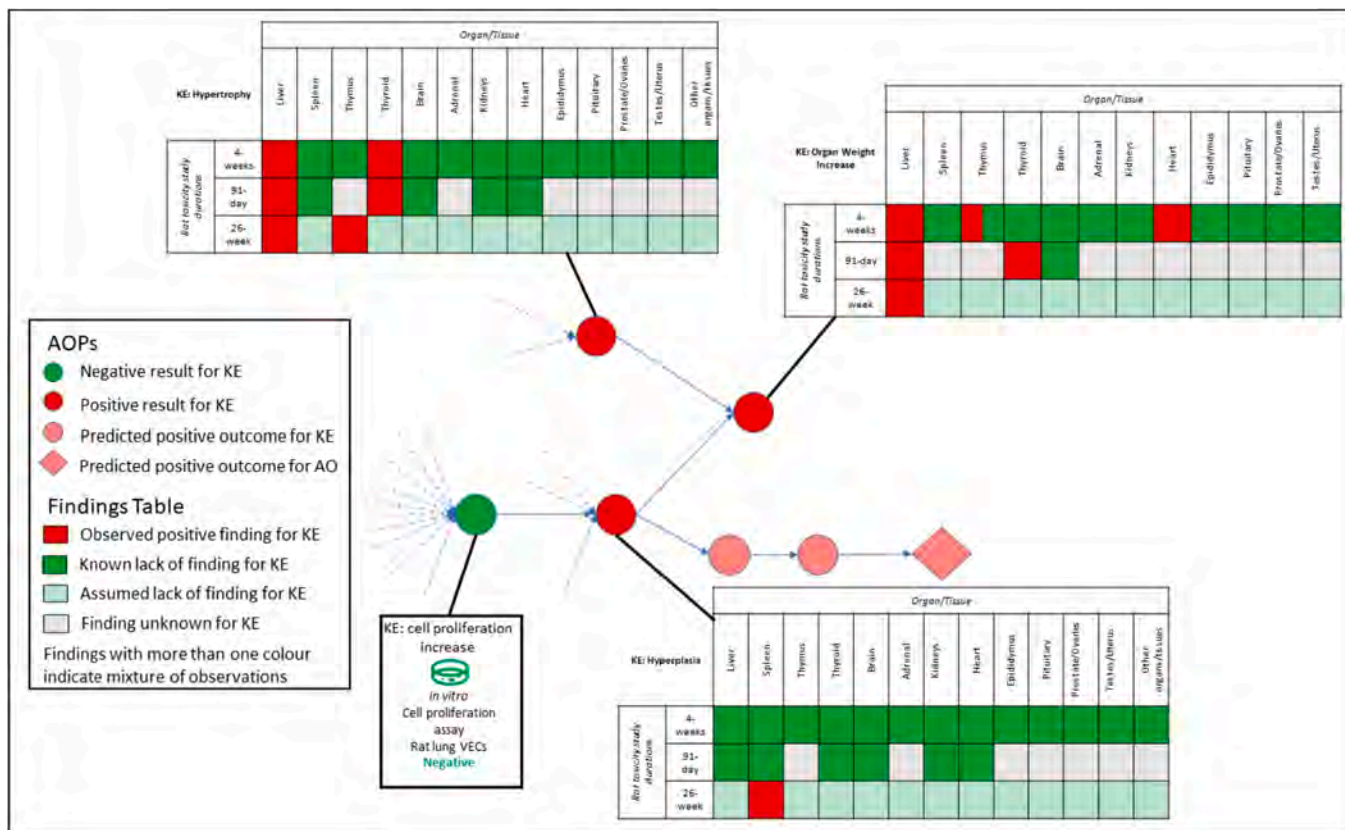 Organ/Tissue
KE: Hypertrophy
Liver
Spleen
Thymus
Thyroid
Brain
Adrenal
Kidneys
Heart
Epididymus
Pituitary
Prostate/Ovaries
Testes/Uterus
Other
organs/tissues
Rat toxicity study
durations
4-
weeks
91-
day
26-
week
Organ/Tissue
KE: Organ Weight
Increase
Liver
Spleen
Thymus
Thyroid
Brain
Adrenal
Kidneys
Heart
Epididymus
Pituitary
Prostate/Ovaries.
Testes/Uterus.
Rat toxicity study
durations
4-
weeks
91-day
26-
week
AOPs
Negative result for KE
Positive result for KE
Predicted positive outcome for KE
Predicted positive outcome for AO
Findings Table
Observed positive finding for KE
Known lack of finding for KE
Assumed lack of finding for KE
Finding unknown for KE
Findings with more than one colour
indicate mixture of observations
KE: cell proliferation
increase
in vitro
Cell proliferation
assay
Rat lung VECs
Negative
Organ/Tissue
KE: Hyperplasia
Liver
Spleen
Thymus
Thyroid
Brain
Adrenal
Kidneys
Heart
Epididymus
Pituitary
Prostate/Ovaries
Testes/Uterus
Other
organs/tissues
Rat toxicity study
durations
4-
weeks
91-
day
26-
week